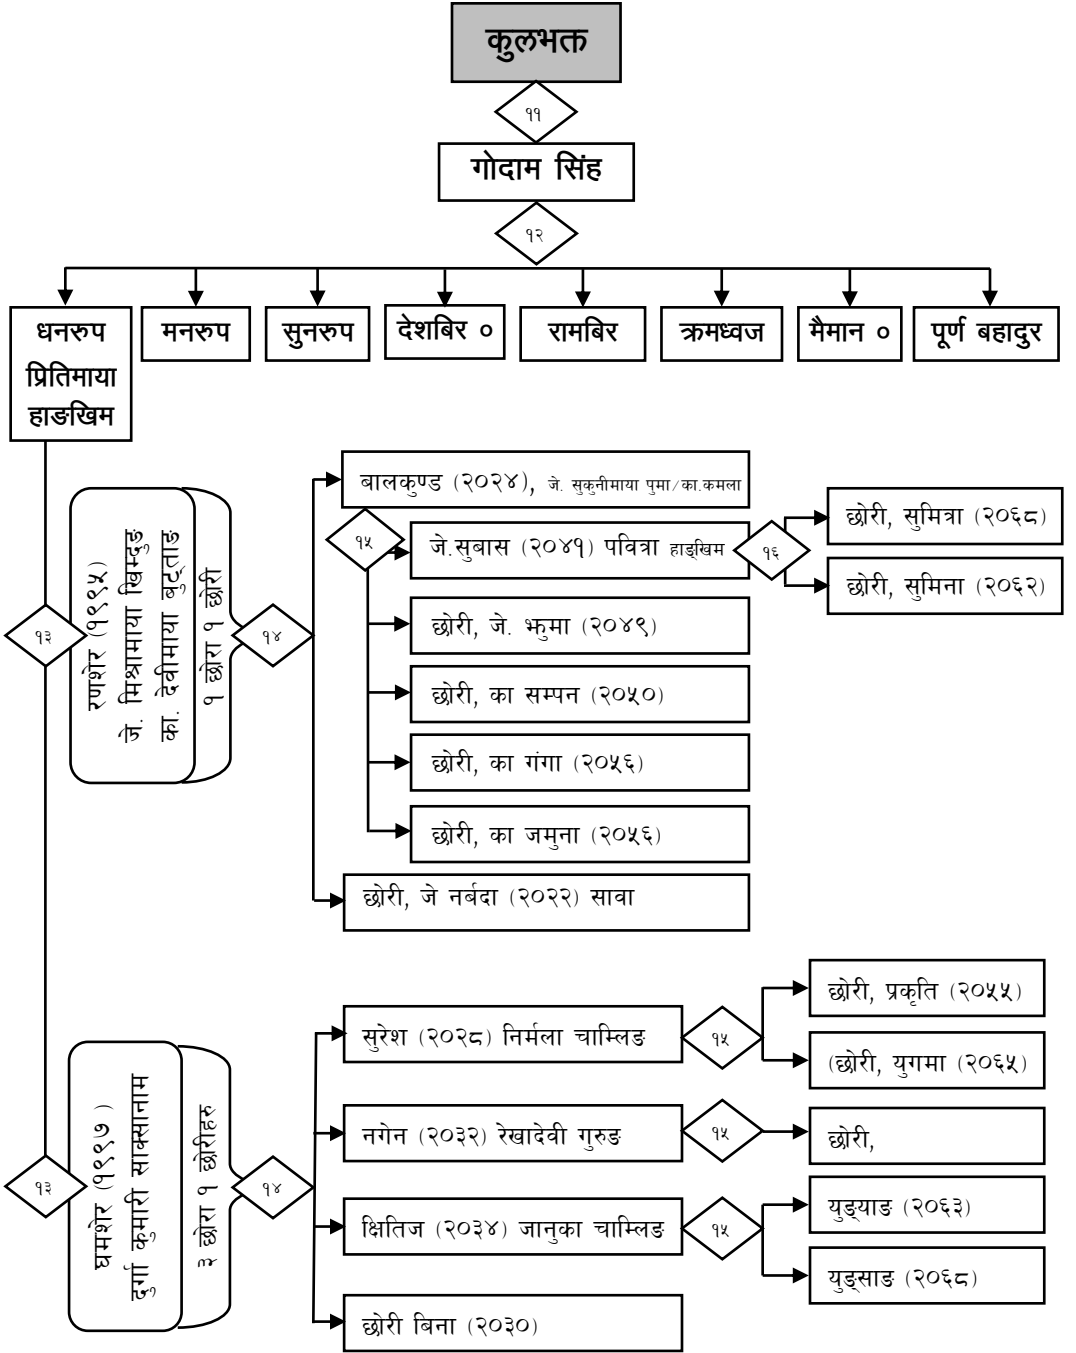 कुलभक्त
११
गोदाम सिंह
१२
धनरुप
प्रितिमाया
हाङखिम
मनरुप
सुनरुप
देशबिर ०
रामबिर
क्रमध्वज
मैमान ०
पूर्ण बहादुर
१३
रणशेर (१९९५)
जे. मिश्रामाया खिम्दुङ
का. देवीमाया बुद्ताङ
१ छोरा १ छोरी
१४
बालकुण्ड (२०२४), जे. सुकुनीमाया पुमा/का.कमला
१५
जे.सुबास (२०४१) पवित्रा हाङ्खिम
१६
छोरी, सुमित्रा (२०६८)
छोरी, सुमिना (२०६२)
छोरी, जे. झुमा (२०४९)
छोरी, का सम्पन (२०५०)
छोरी, का गंगा (२०५६)
छोरी, का जमुना (२०५६)
छोरी, जे नर्बदा (२०२२) सावा
१३
घमशेर (१९९७ )
दुर्गा कुमारी साक्सानाम
३ छोरा १ छोरीहरु
१४
सुरेश (२०२८) निर्मला चाम्लिङ
१५
छोरी, प्रकृति (२०५५)
(छोरी, युगमा (२०६५)
नगेन (२०३२) रेखादेवी गुरुङ
१५
छोरी,
क्षितिज (२०३४) जानुका चाम्लिङ
१५
युङ्याङ (२०६३)
युङ्साङ (२०६८)
छोरी बिना (२०३०)